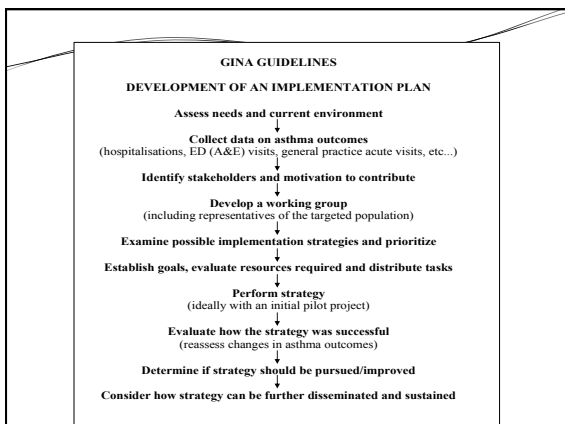 GINA GUIDELINES
DEVELOPMENT OF AN IMPLEMENTATION PLAN
Assess needs and current environment
Collect data on asthma outcomes
(hospitalisations, ED (A&E) visits, general practice acute visits, etc...)
Identify stakeholders and motivation to contribute
Develop a working group
(including representatives of the targeted population)
Examine possible implementation strategies and prioritize
Establish goals, evaluate resources required and distribute tasks
Perform strategy
(ideally with an initial pilot project)
Evaluate how the strategy was successful
(reassess changes in asthma outcomes)
Determine if strategy should be pursued/improved
Consider how strategy can be further disseminated and sustained